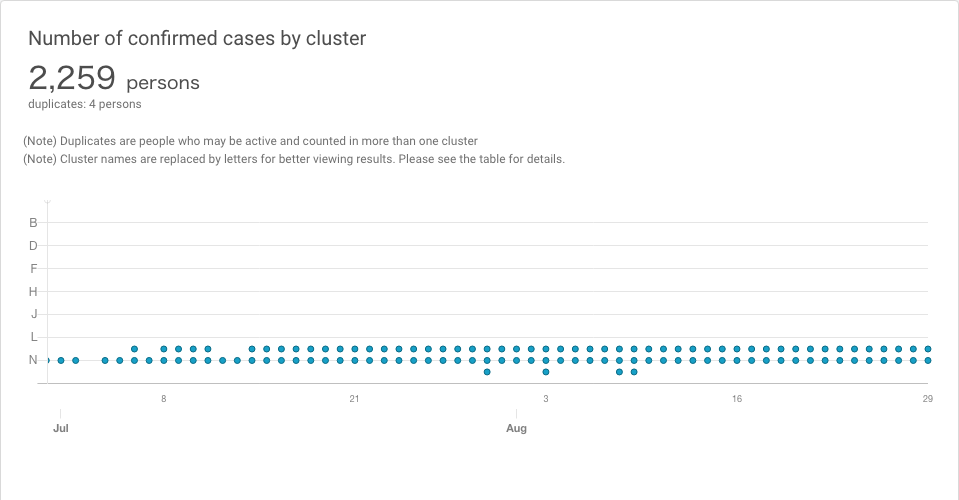 Number of confirmed cases by cluster
2,259 persons
duplicates: 4 persons
(Note) Duplicates are people who may be active and counted in more than one cluster
(Note) Cluster names are replaced by letters for better viewing results. Please see the table for details.
B
D
F
H
J
L
N
8 21 3 16 29
Jul Aug